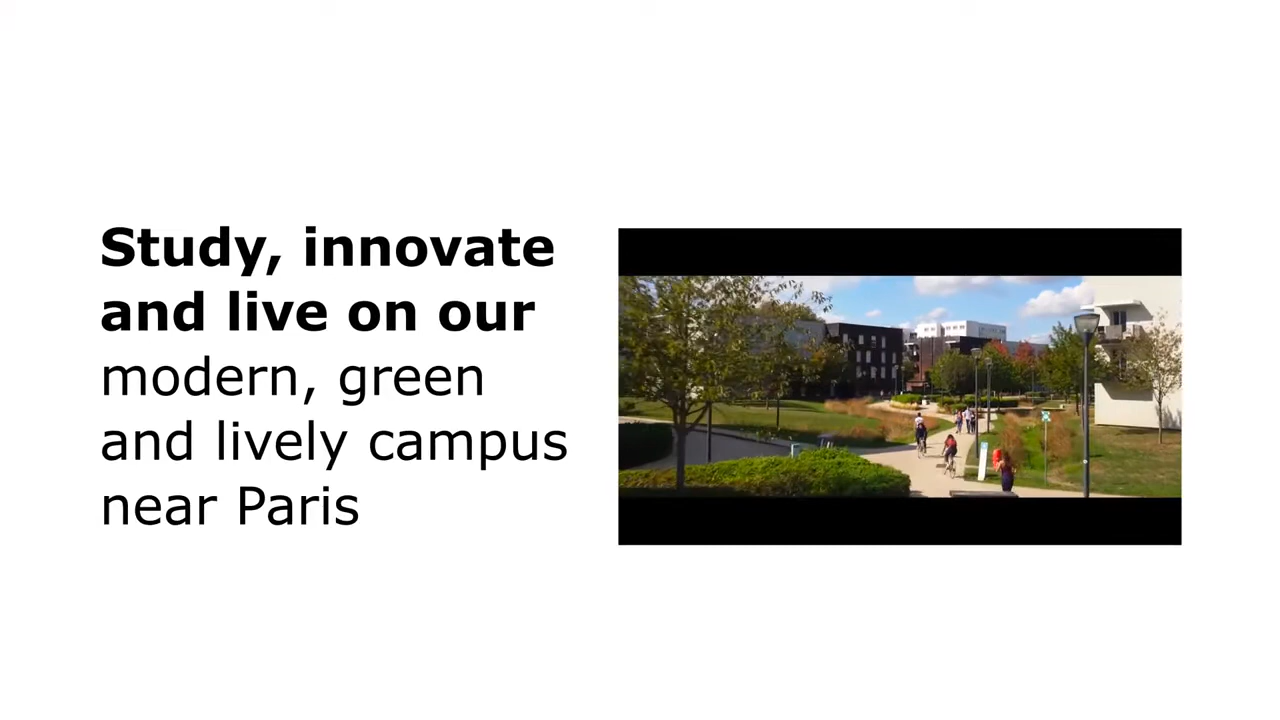 Study, innovate
and live on our
modern, green
and lively campus
near Paris